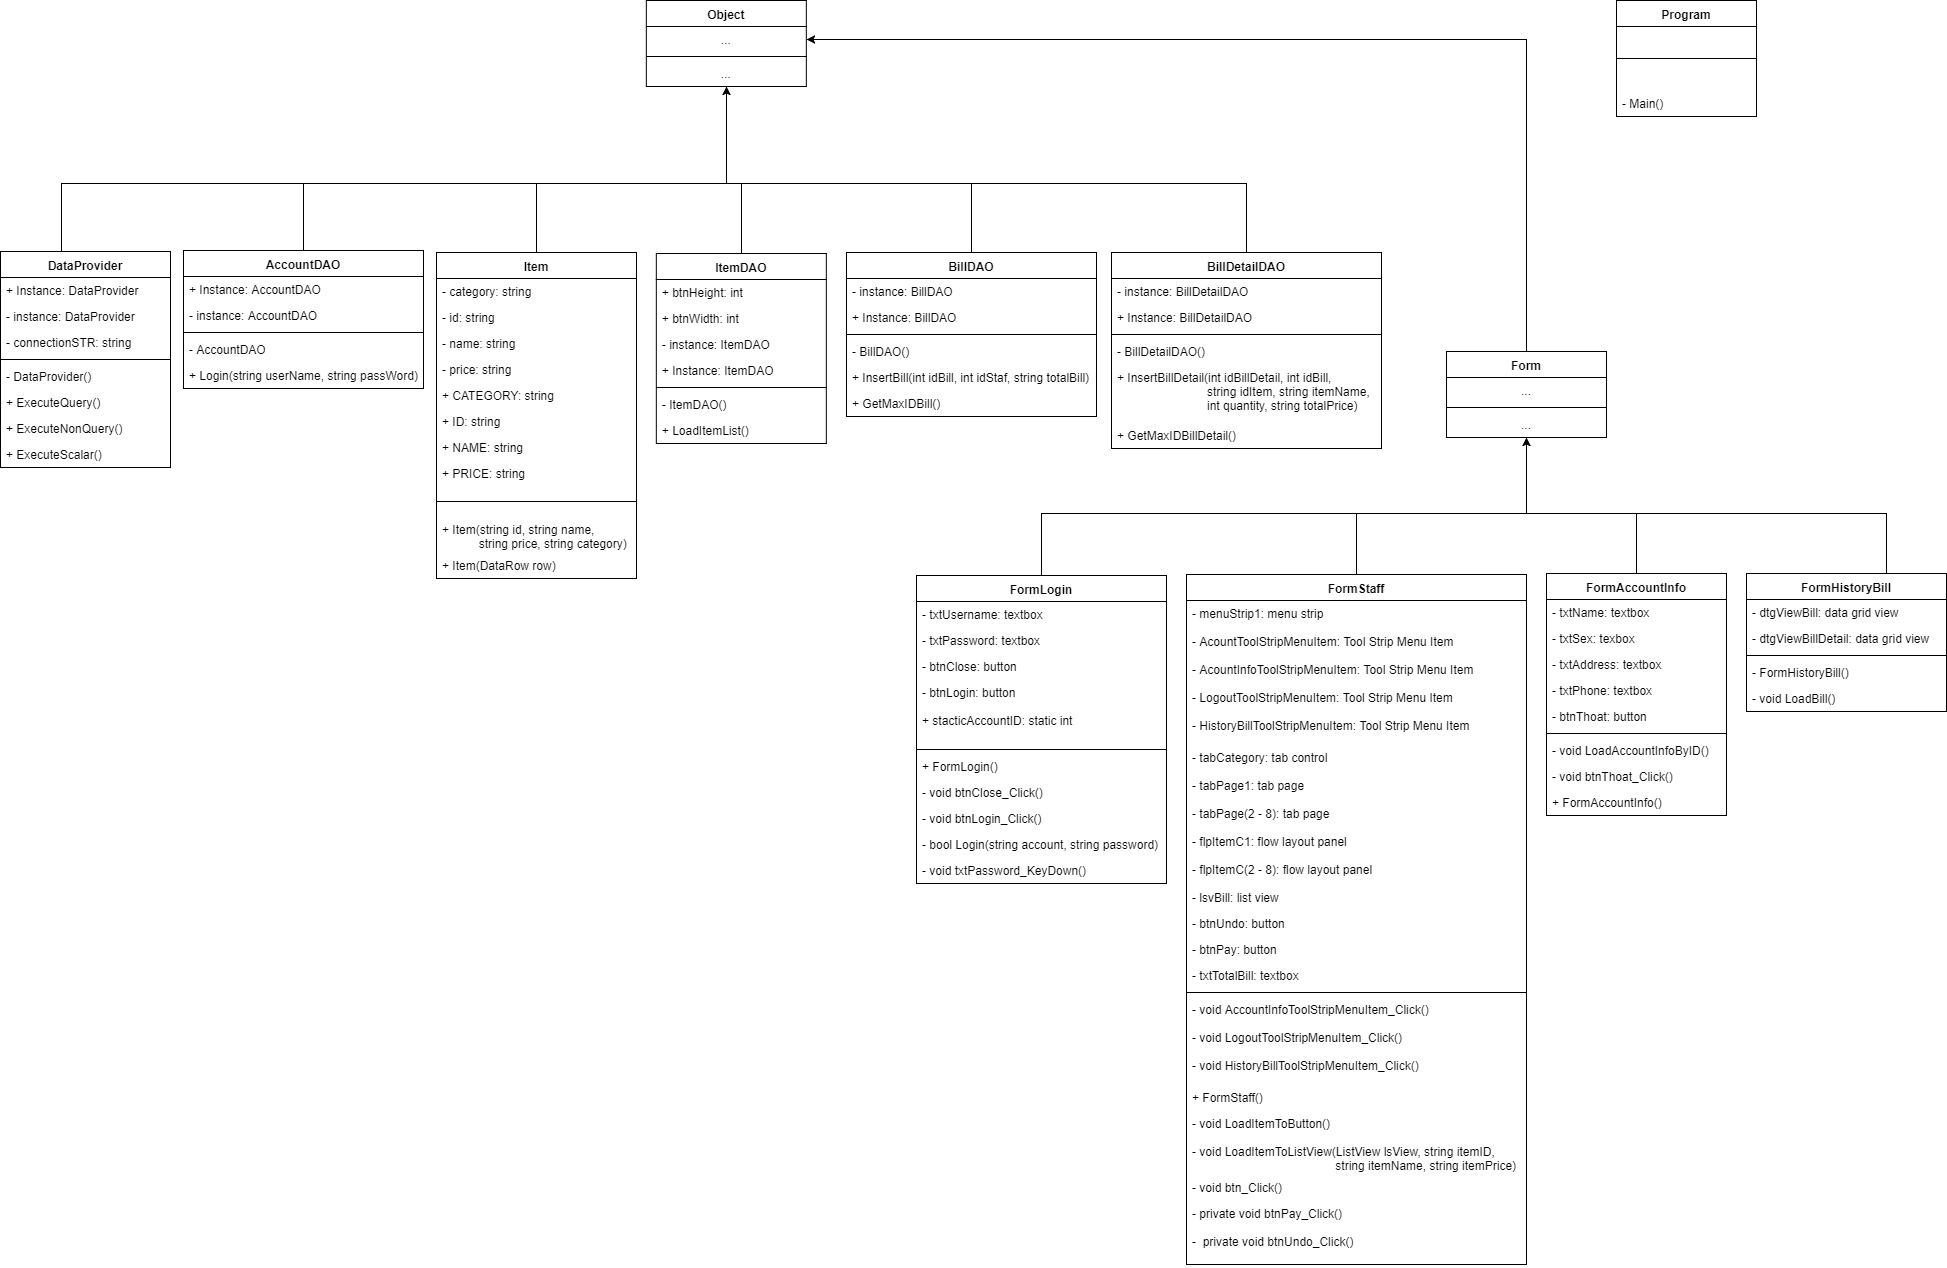 Object
...
...
Program
- Main()
DataProvider
+ Instance: DataProvider
- instance: DataProvider
- connectionSTR: string
- DataProvider()
+ ExecuteQuery()
+ ExecuteNonQuery()
+ ExecuteScalar()
AccountDAO
+ Instance: AccountDAO
- instance: AccountDAO
- AccountDAO
+ Login(string userName, string passWord)
Item
- category: string
- id: string
- name: string
- price: string
+ CATEGORY: string
+ ID: string
+ NAME: string
+ PRICE: string
+ Item(string id, string name,
string price, string category)
+ Item(DataRow row)
ItemDAO
+ btnHeight: int
+ btnWidth: int
- instance: ItemDAO
+ Instance: ItemDAO
- ItemDAO()
+ LoadItemList()
BillDAO
- instance: BillDAO
+ Instance: BillDAO
- BillDAO()
+ InsertBill(int idBill, int idStaf, string totalBill)
+ GetMaxIDBill()
BillDetailDAO
- instance: BillDetailDAO
+ Instance: BillDetailDAO
- BillDetailDAO()
+ InsertBillDetail(int idBillDetail, int idBill,
string idItem, string itemName,
int quantity, string totalPrice)
+ GetMaxIDBillDetail()
Form
...
...
FormLogin
- txtUsername: textbox
- txtPassword: textbox
- btnClose: button
- btnLogin: button
+ stacticAccountID: static int
+ FormLogin()
- void btnClose_Click()
- void btnLogin_Click()
- bool Login(string account, string password)
- void txtPassword_KeyDown()
FormStaff
- menuStrip1: menu strip
- AcountToolStripMenuItem: Tool Strip Menu Item
- AcountInfoToolStripMenuItem: Tool Strip Menu Item
- LogoutToolStripMenuItem: Tool Strip Menu Item
- HistoryBillToolStripMenuItem: Tool Strip Menu Item
- tabCategory: tab control
- tabPage1: tab page
- tabPage(2 - 8): tab page
- flpItemC1: flow layout panel
- flpItemC(2 - 8): flow layout panel
- lsvBill: list view
- btnUndo: button
- btnPay: button
- txtTotalBill: textbox
- void AccountInfoToolStripMenuItem_Click()
- void LogoutToolStripMenuItem_Click()
- void HistoryBillToolStripMenuItem_Click()
+ FormStaff()
- void LoadItemToButton()
- void LoadItemToListView(ListView lsView, string itemID,
string itemName, string itemPrice)
- void btn_Click()
- private void btnPay_Click()
- private void btnUndo_Click()
FormAccountInfo
- txtName: textbox
- txtSex: texbox
- txtAddress: textbox
- txtPhone: textbox
- btnThoat: button
- void LoadAccountInfoByID()
- void btnThoat_Click()
+ FormAccountInfo()
FormHistoryBill
- dtgViewBill: data grid view
- dtgViewBillDetail: data grid view
- FormHistoryBill()
- void LoadBill()